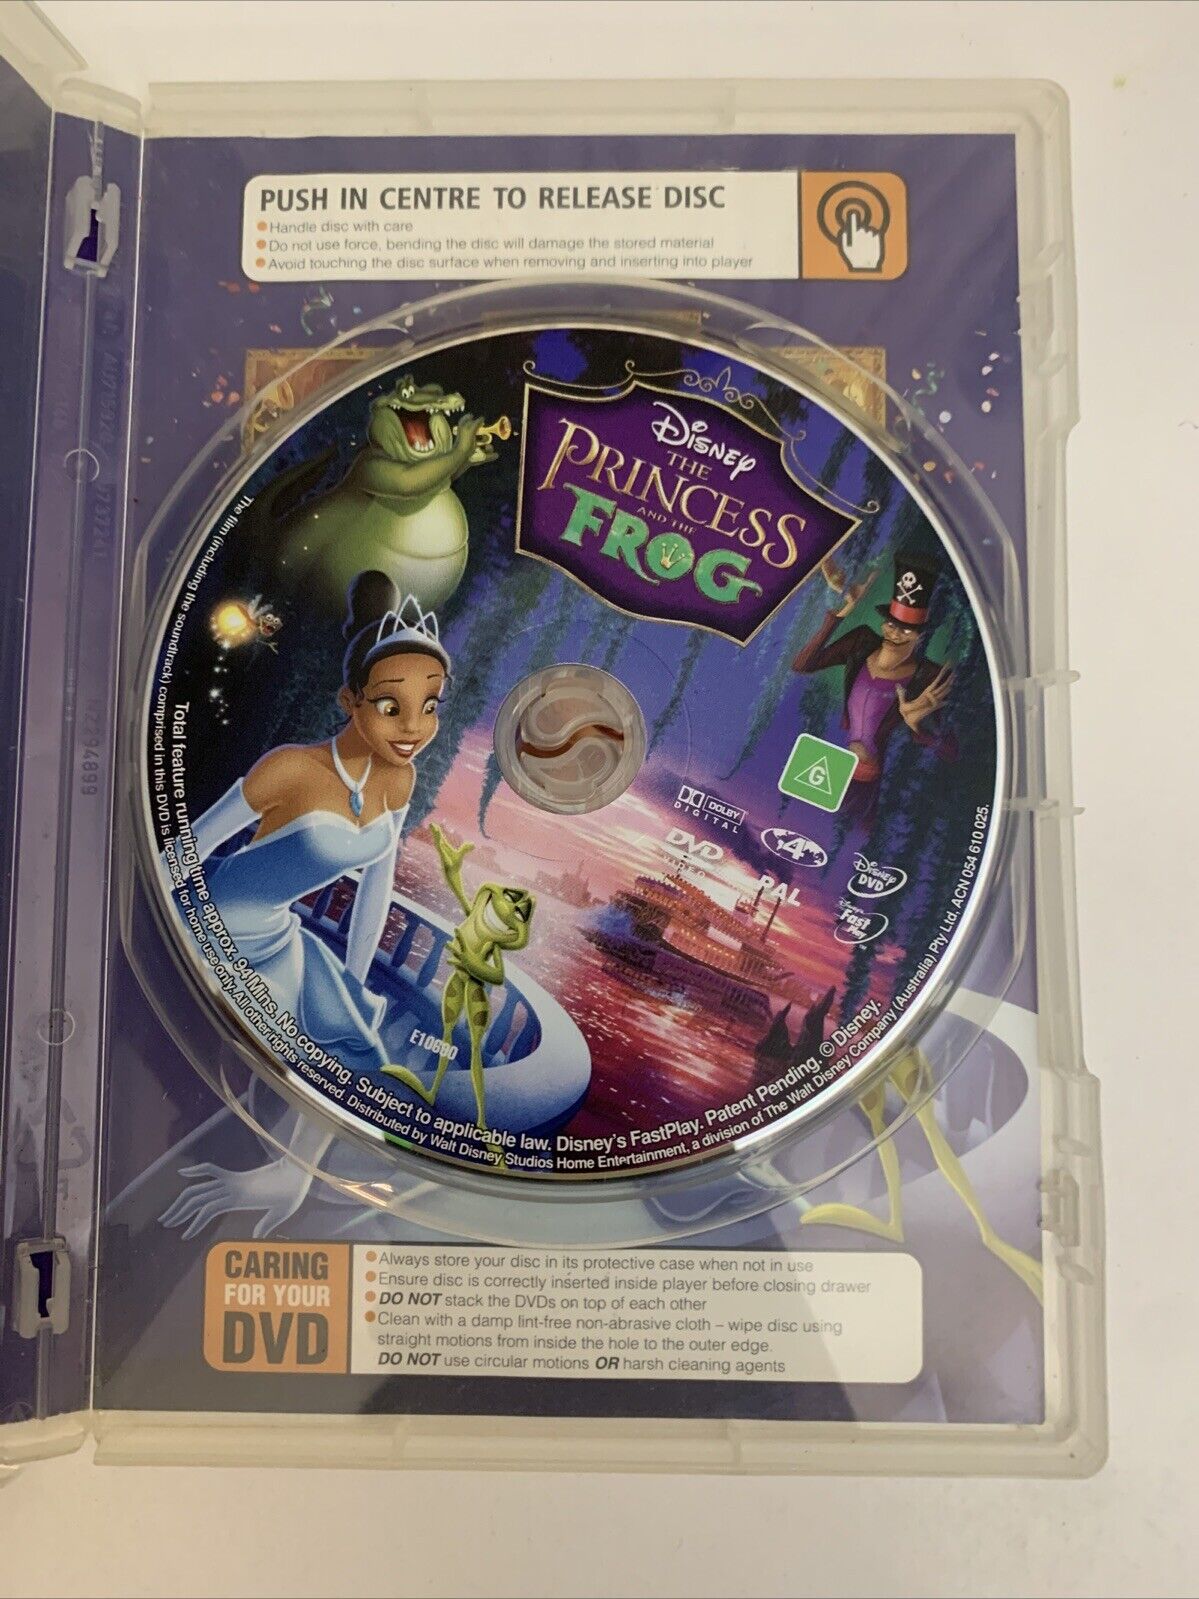 PUSH IN CENTRE TO RELEASE DISC
Handle disc with care
Do not use force, bending the disc will damage the stored material
Avoid touching the disc surface when removing and inserting into player
DISNEY
THE
PRINCESS
AND THE
FROG
G
DOLBY
DIGITAL
DVD
VIDEO
4
PAL
DISNEY
DVD
Disney's
Fast
Play
E10690
Total feature running time approx. 94 Mins. No copying. Subject to applicable law. Disney's FastPlay. Patent Pending. © Disney.
The film (including the soundtrack) comprised in this DVD is licensed for home use only. All other rights reserved. Distributed by Walt Disney Studios Home Entertainment, a division of The Walt Disney Company (Australia) Pty Ltd. ACN 054 610 025.
NZ294899
CARING
FOR YOUR
DVD
Always store your disc in its protective case when not in use
Ensure disc is correctly inserted inside player before closing drawer
DO NOT stack the DVDs on top of each other
Clean with a damp lint-free non-abrasive cloth – wipe disc using
straight motions from inside the hole to the outer edge.
DO NOT use circular motions OR harsh cleaning agents